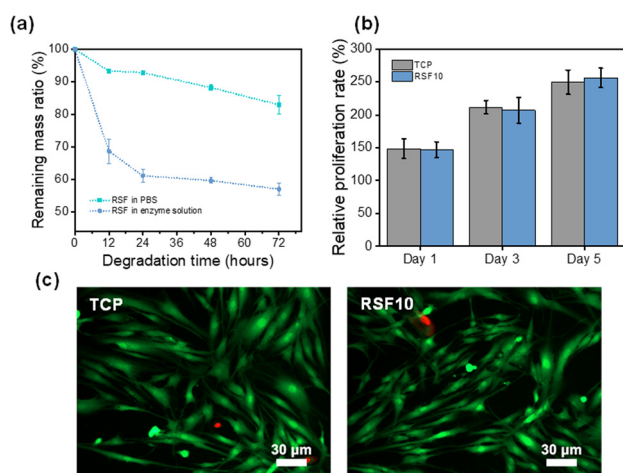 (a)
Remaining mass ratio (%)
100
90
80
70
60
RSF in PBS
RSF in enzyme solution
0
12
24
36
48
60
72
Degradation time (hours)
(b)
Relative proliferation rate (%)
300
250
200
150
100
50
0
TCP
RSF10
Day 1
Day 3
Day 5
(c)
TCP
30 μm
RSF10
30 μm